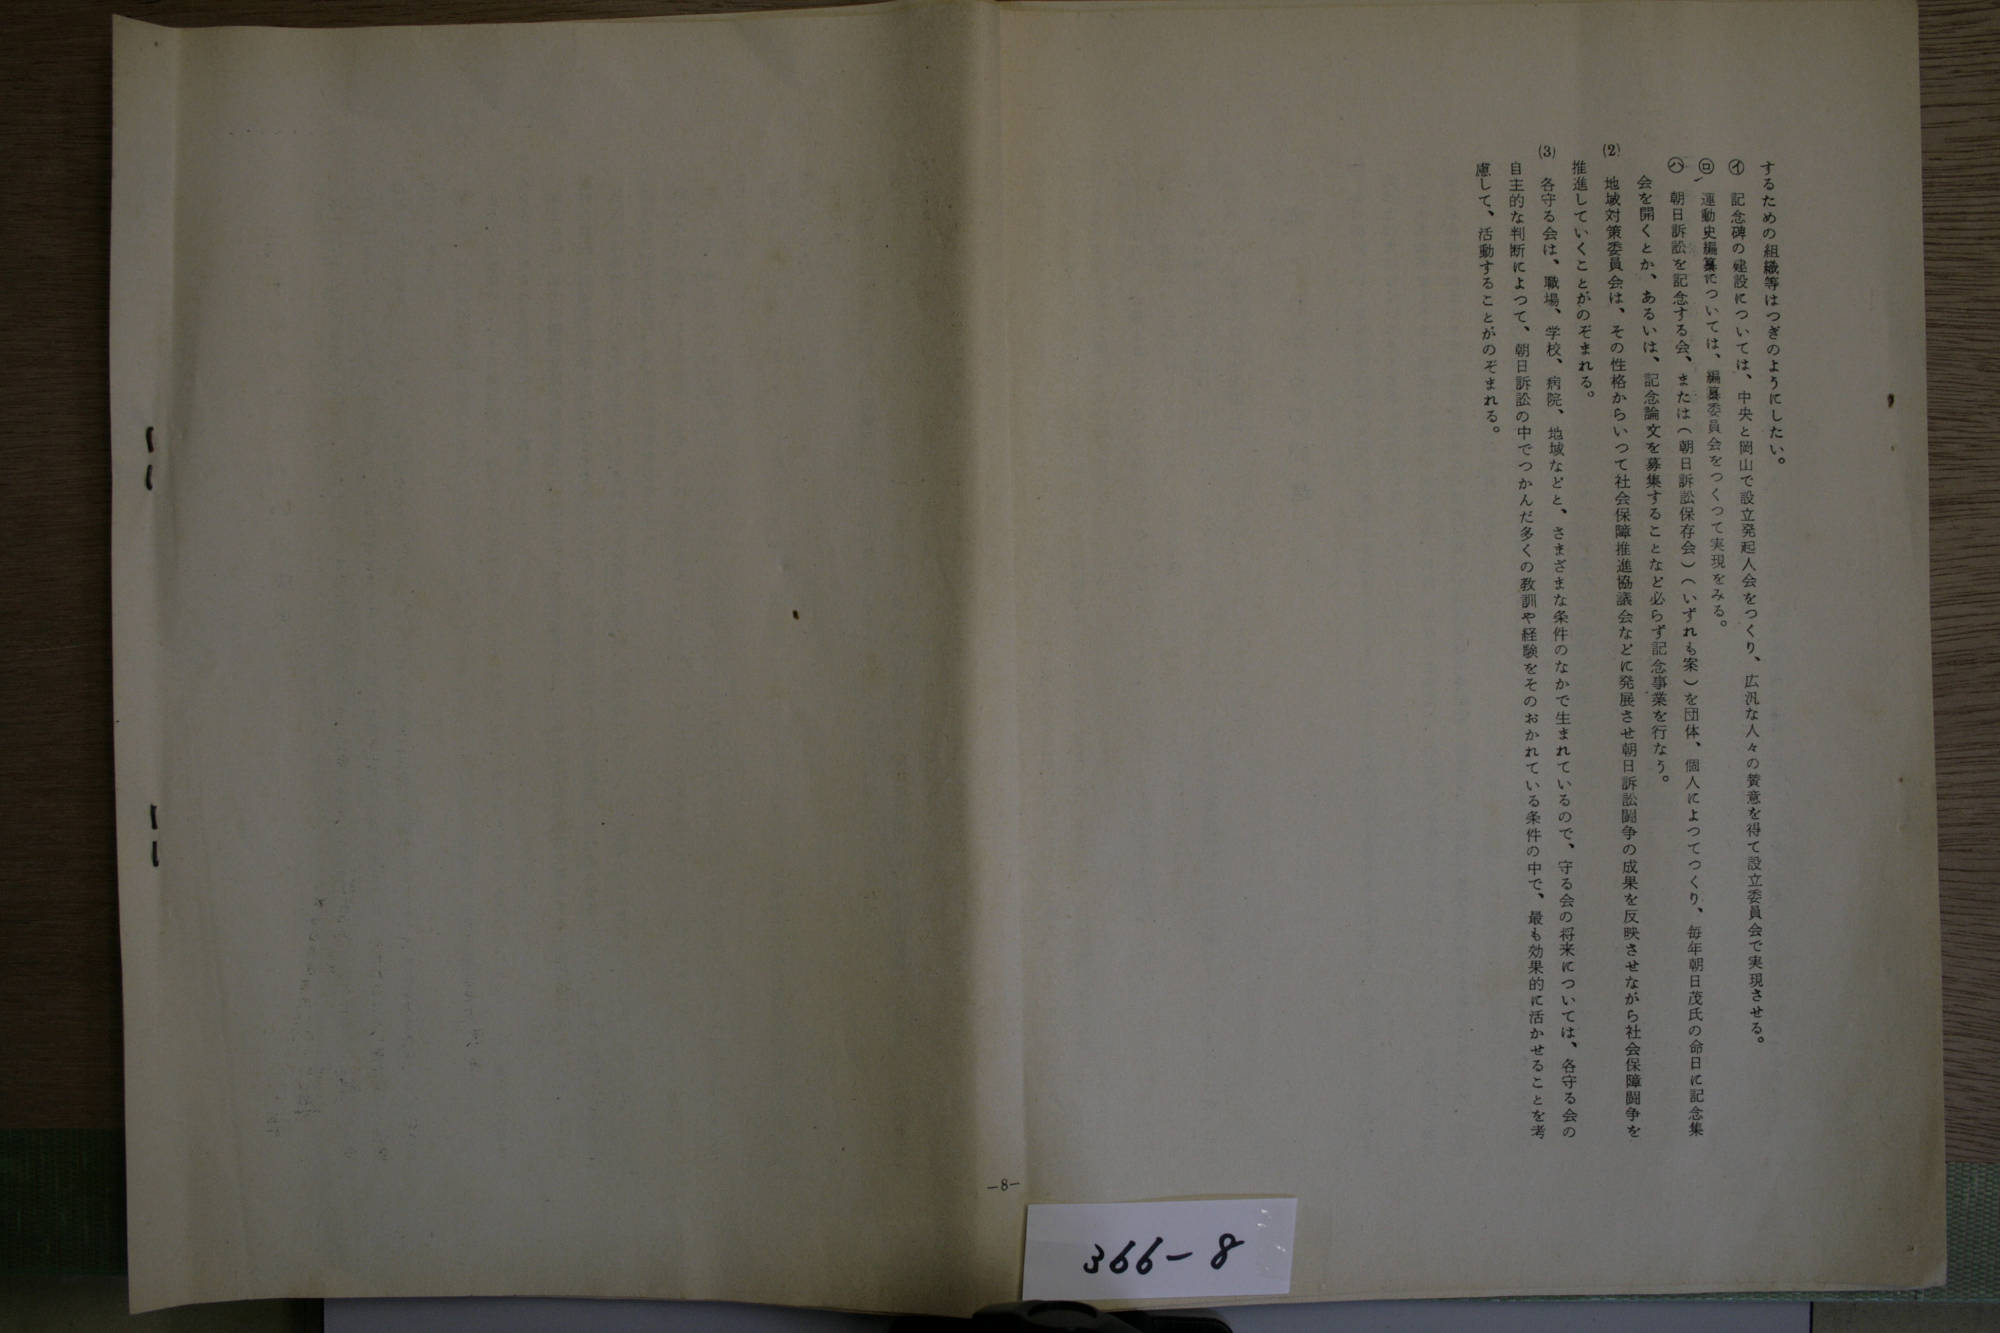 するための組織等はつぎのようにしたい。
㋑　記念碑の建設については、中央と岡山で設立発起人会をつくり、広汎な人々の賛意を得て設立委員会で実現させる。
㋺　運動史編纂については、編纂委員会をつくつて実現をみる。
㋩　朝日訴訟を記念する会、または（朝日訴訟保存会）（いずれも案）を団体、個人によつてつくり、毎年朝日茂氏の命日に記念集
会を開くとか、あるいは、記念論文を募集することなど必らず記念事業を行なう。
(2)　地域対策委員会は、その性格からいつて社会保障推進協議会などに発展させ朝日訴訟闘争の成果を反映させながら社会保障闘争を
推進していくことがのぞまれる。
(3)　各守る会は、職場、学校、病院、地域などと、さまざまな条件のなかで生まれているので、守る会の将来については、各守る会の
自主的な判断によつて、朝日訴訟の中でつかんだ多くの教訓や経験をそのおかれている条件の中で、最も効果的に活かせることを考
慮して、活動することがのぞまれる。
—8—
366-8